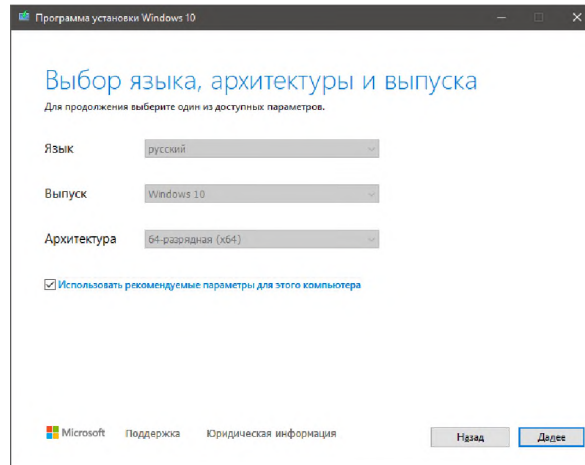 Программа установки Windows 10
Выбор языка, архитектуры и выпуска
Для продолжения выберите один из доступных параметров.
Язык русский
Выпуск Windows 10
Архитектура 64-разрядная (x64)
Использовать рекомендуемые параметры для этого компьютера
Microsoft Поддержка Юридическая информация Назад Далее